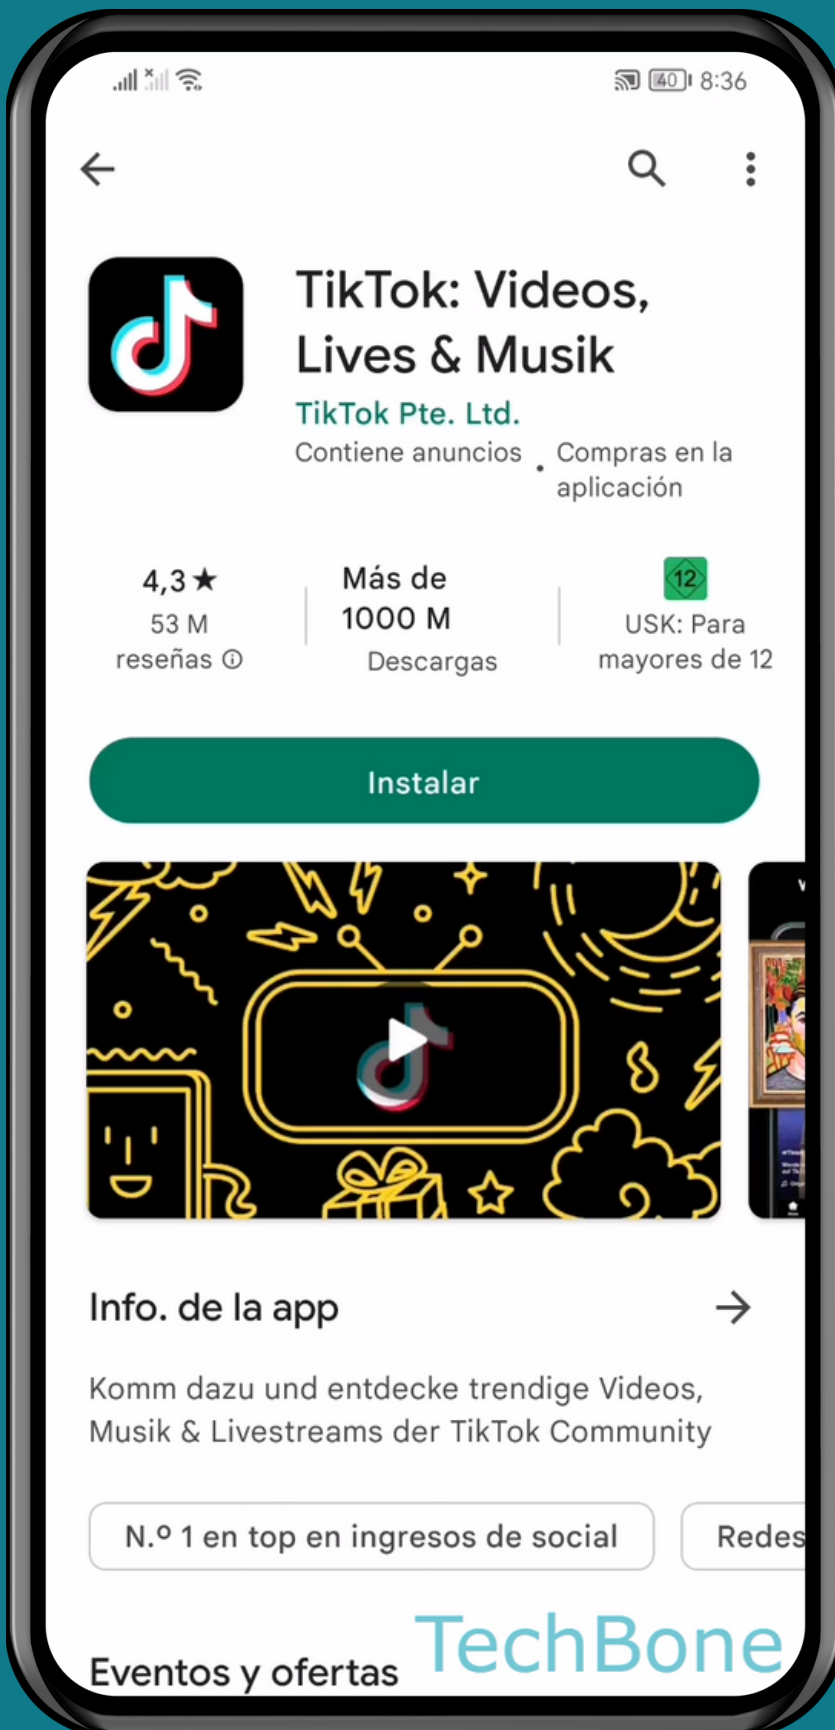 40 8:36
TikTok: Videos,
Lives & Musik
TikTok Pte. Ltd.
Contiene anuncios . Compras en la
aplicación
4,3★
53 M
reseñas
Más de
1000 M
Descargas
12
USK: Para
mayores de 12
Instalar
Info. de la app
Komm dazu und entdecke trendige Videos,
Musik & Livestreams der TikTok Community
N.º 1 en top en ingresos de social
Redes
Eventos y ofertas
TechBone